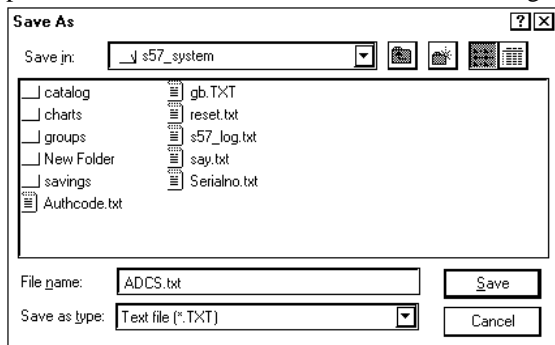 Save As
Save in: s57_system
catalog
charts
groups
New Folder
savings
Authcode.txt
gb.TXT
reset.txt
s57_log.txt
say.txt
Serialno.txt
File name: ADCS.txt
Save
Save as type: Text file (*.TXT)
Cancel